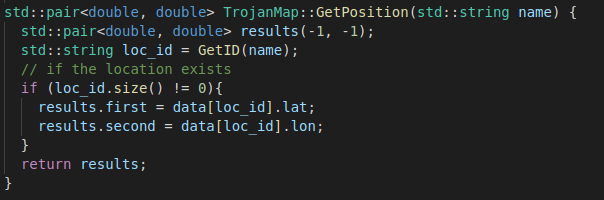 std::pair<double, double> TrojanMap::GetPosition(std::string name) {
  std::pair<double, double> results(-1, -1);
  std::string loc_id = GetID(name);
  // if the location exists
  if (loc_id.size() != 0){
    results.first = data[loc_id].lat;
    results.second = data[loc_id].lon;
  }
  return results;
}